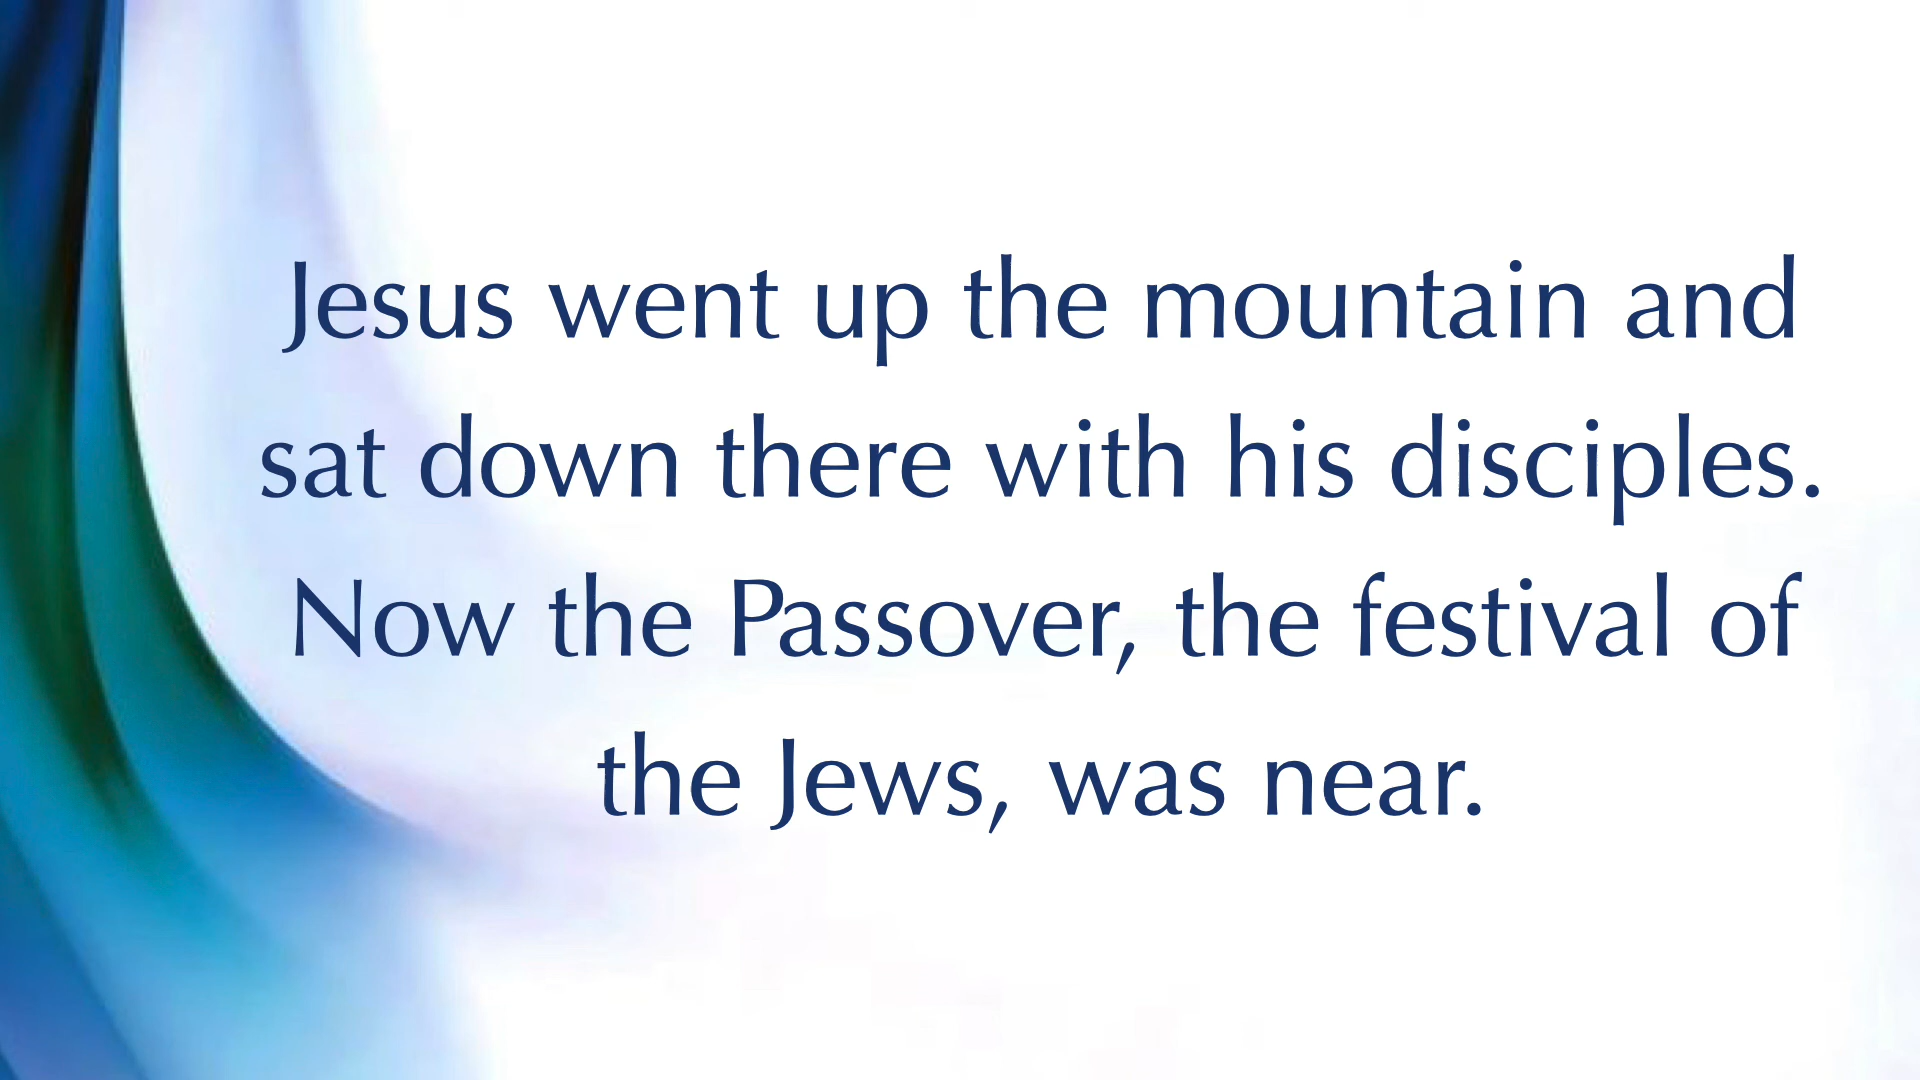 Jesus went up the mountain and
sat down there with his disciples.
Now the Passover, the festival of
the Jews, was near.